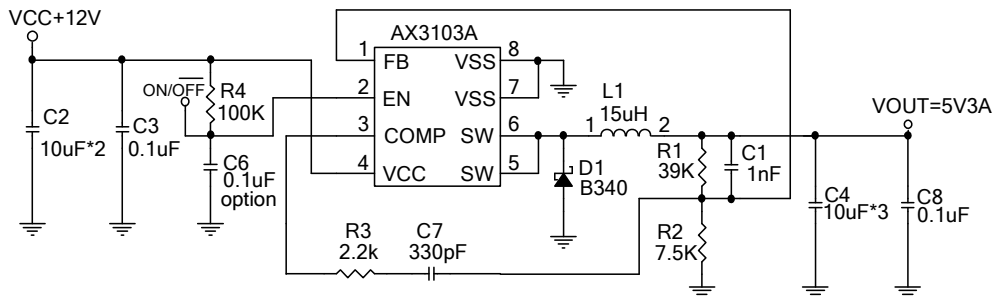 VCC+12V
AX3103A
1
FB
VSS
8
ON/OFF
R4
100K
2
EN
VSS
7
L1
15uH
VOUT=5V3A
C2
10uF*2
C3
0.1uF
3
COMP
SW
6
1
2
C6
0.1uF
option
4
VCC
SW
5
D1
B340
R1
39K
C1
1nF
C4
10uF*3
C8
0.1uF
R3
2.2k
C7
330pF
R2
7.5K